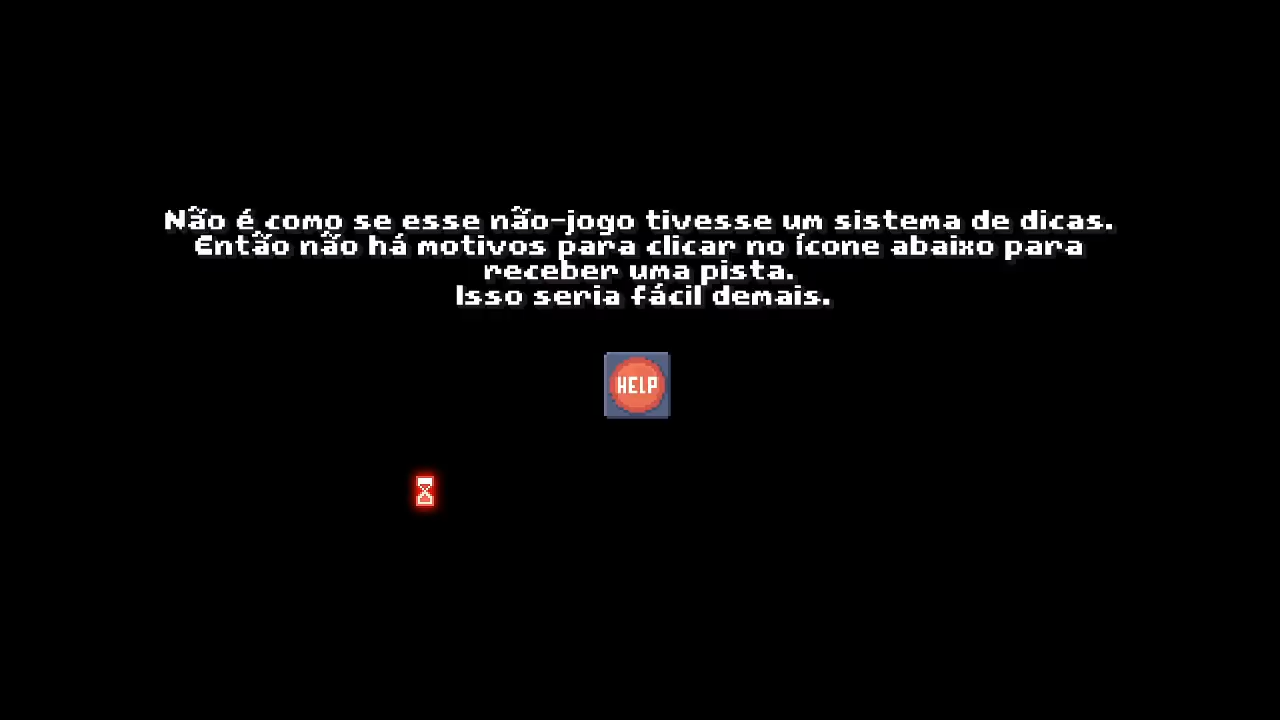 Não é como se esse não-jogo tivesse um sistema de dicas.
Então não há motivos para clicar no ícone abaixo para
receber uma pista.
Isso seria fácil demais.
HELP